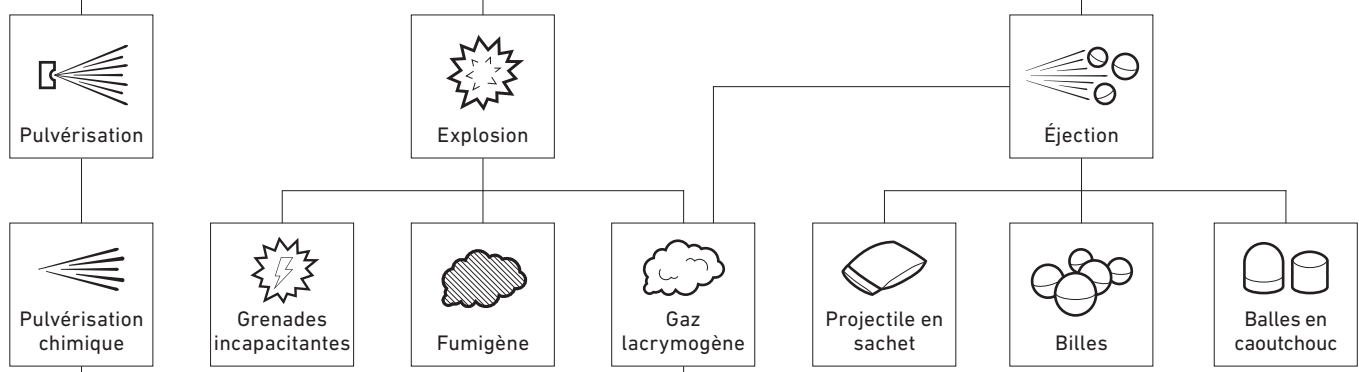 Pulvérisation
Explosion
Éjection
Pulvérisation
chimique
Grenades
incapacitantes
Fumigène
Gaz
lacrymogène
Projectile en
sachet
Billes
Balles en
caoutchouc